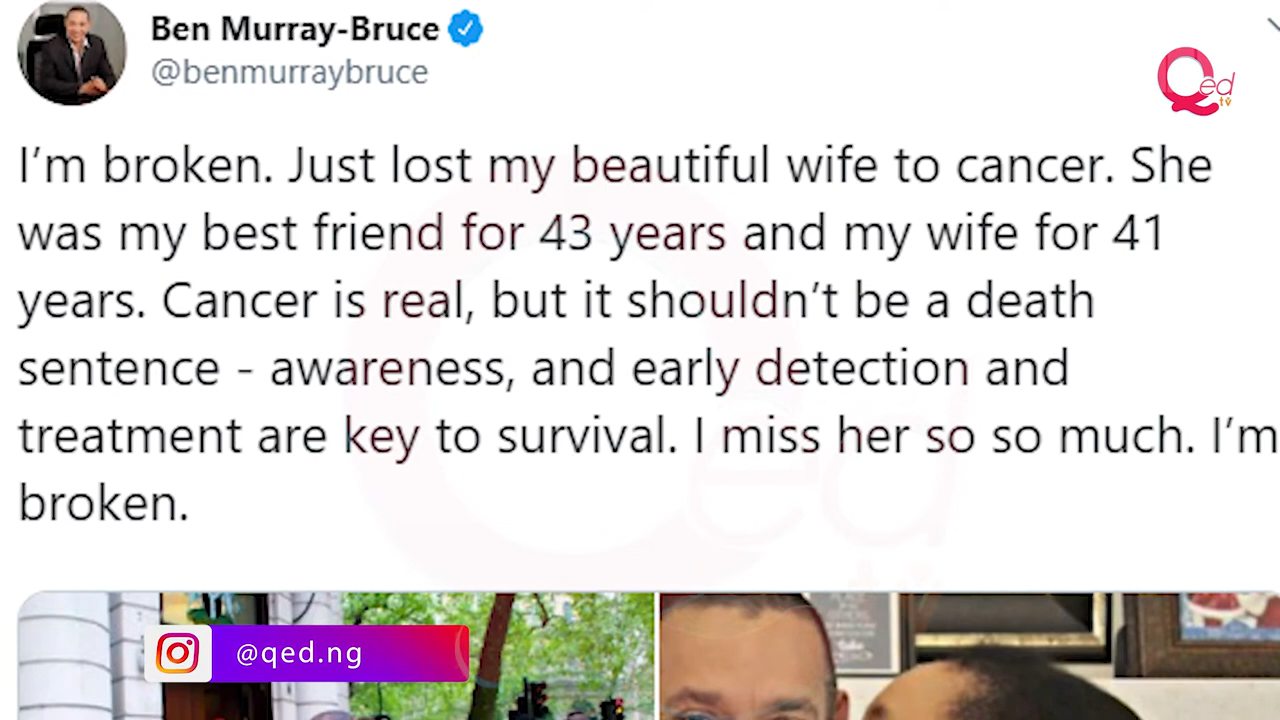 Ben Murray-Bruce
@benmurraybruce
Qed
tv
I’m broken. Just lost my beautiful wife to cancer. She
was my best friend for 43 years and my wife for 41
years. Cancer is real, but it shouldn’t be a death
sentence - awareness, and early detection and
treatment are key to survival. I miss her so so much. I’m
broken.
@qed.ng